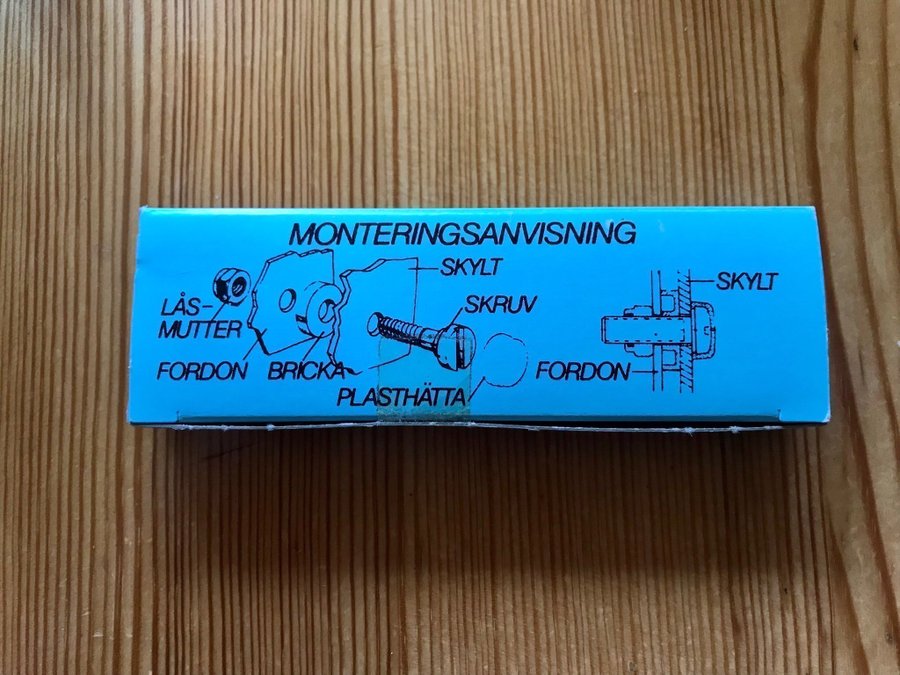 MONTERINGSANVISNING
SKYLT
LÅS-
MUTTER
SKRUV
FORDON
BRICKA
PLASTHÄTTA
SKYLT
FORDON